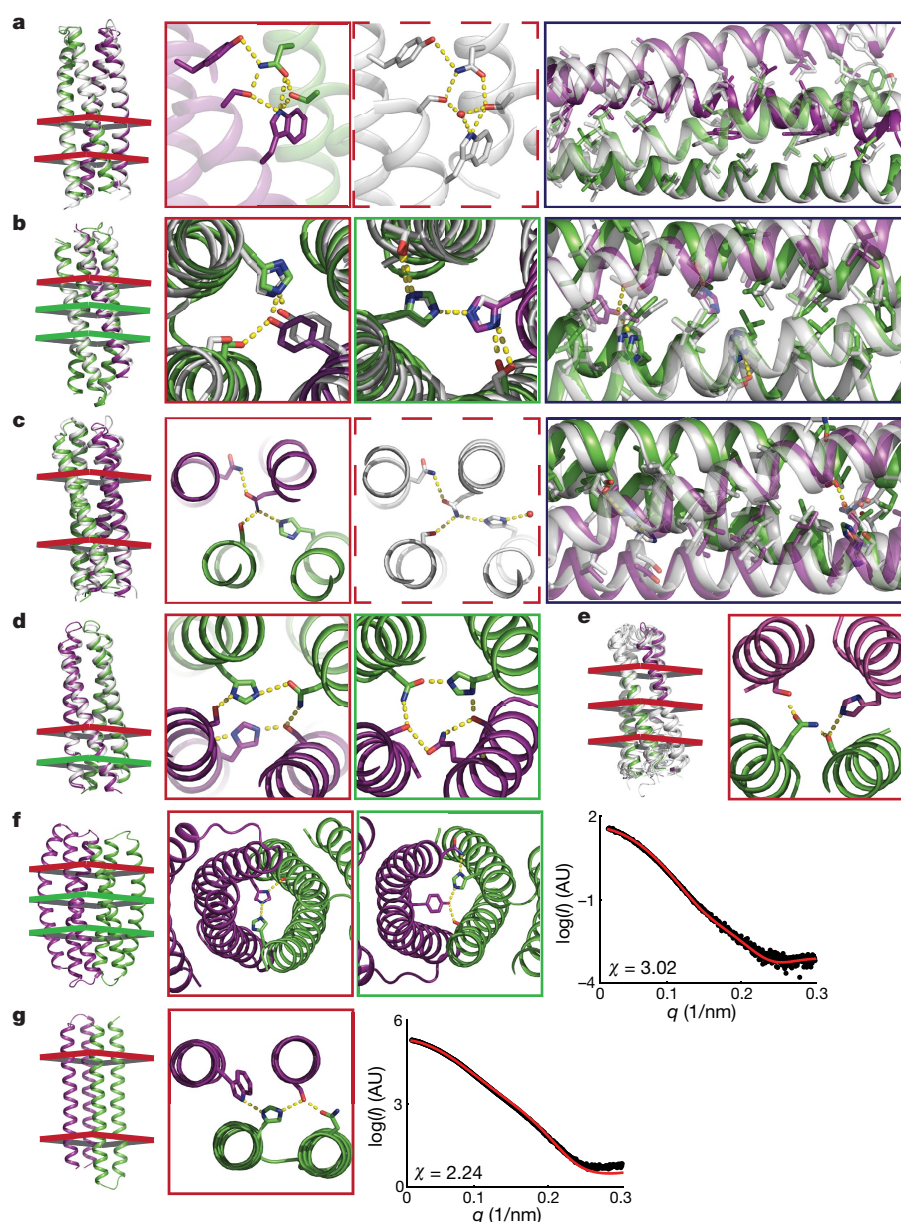 a
b
c
d
e
f
2
−1
−4
log(I) (AU)
χ = 3.02
0
0.1
0.2
0.3
q (1/nm)
g
6
3
0
log(I) (AU)
χ = 2.24
0
0.1
0.2
0.3
q (1/nm)